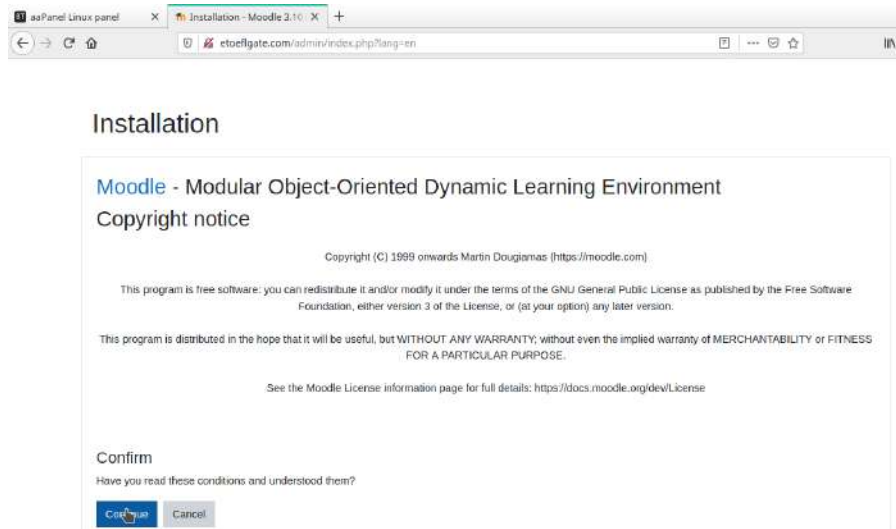 aaPanel Linux panel X Installation - Moodle 3.10 X +
etoeflgate.com/admin/index.php?lang=en
Installation
Moodle - Modular Object-Oriented Dynamic Learning Environment
Copyright notice
Copyright (C) 1999 onwards Martin Dougiamas (https://moodle.com)
This program is free software: you can redistribute it and/or modify it under the terms of the GNU General Public License as published by the Free Software
Foundation, either version 3 of the License, or (at your option) any later version.
This program is distributed in the hope that it will be useful, but WITHOUT ANY WARRANTY; without even the implied warranty of MERCHANTABILITY or FITNESS
FOR A PARTICULAR PURPOSE.
See the Moodle License information page for full details: https://docs.moodle.org/dev/License
Confirm
Have you read these conditions and understood them?
Continue Cancel